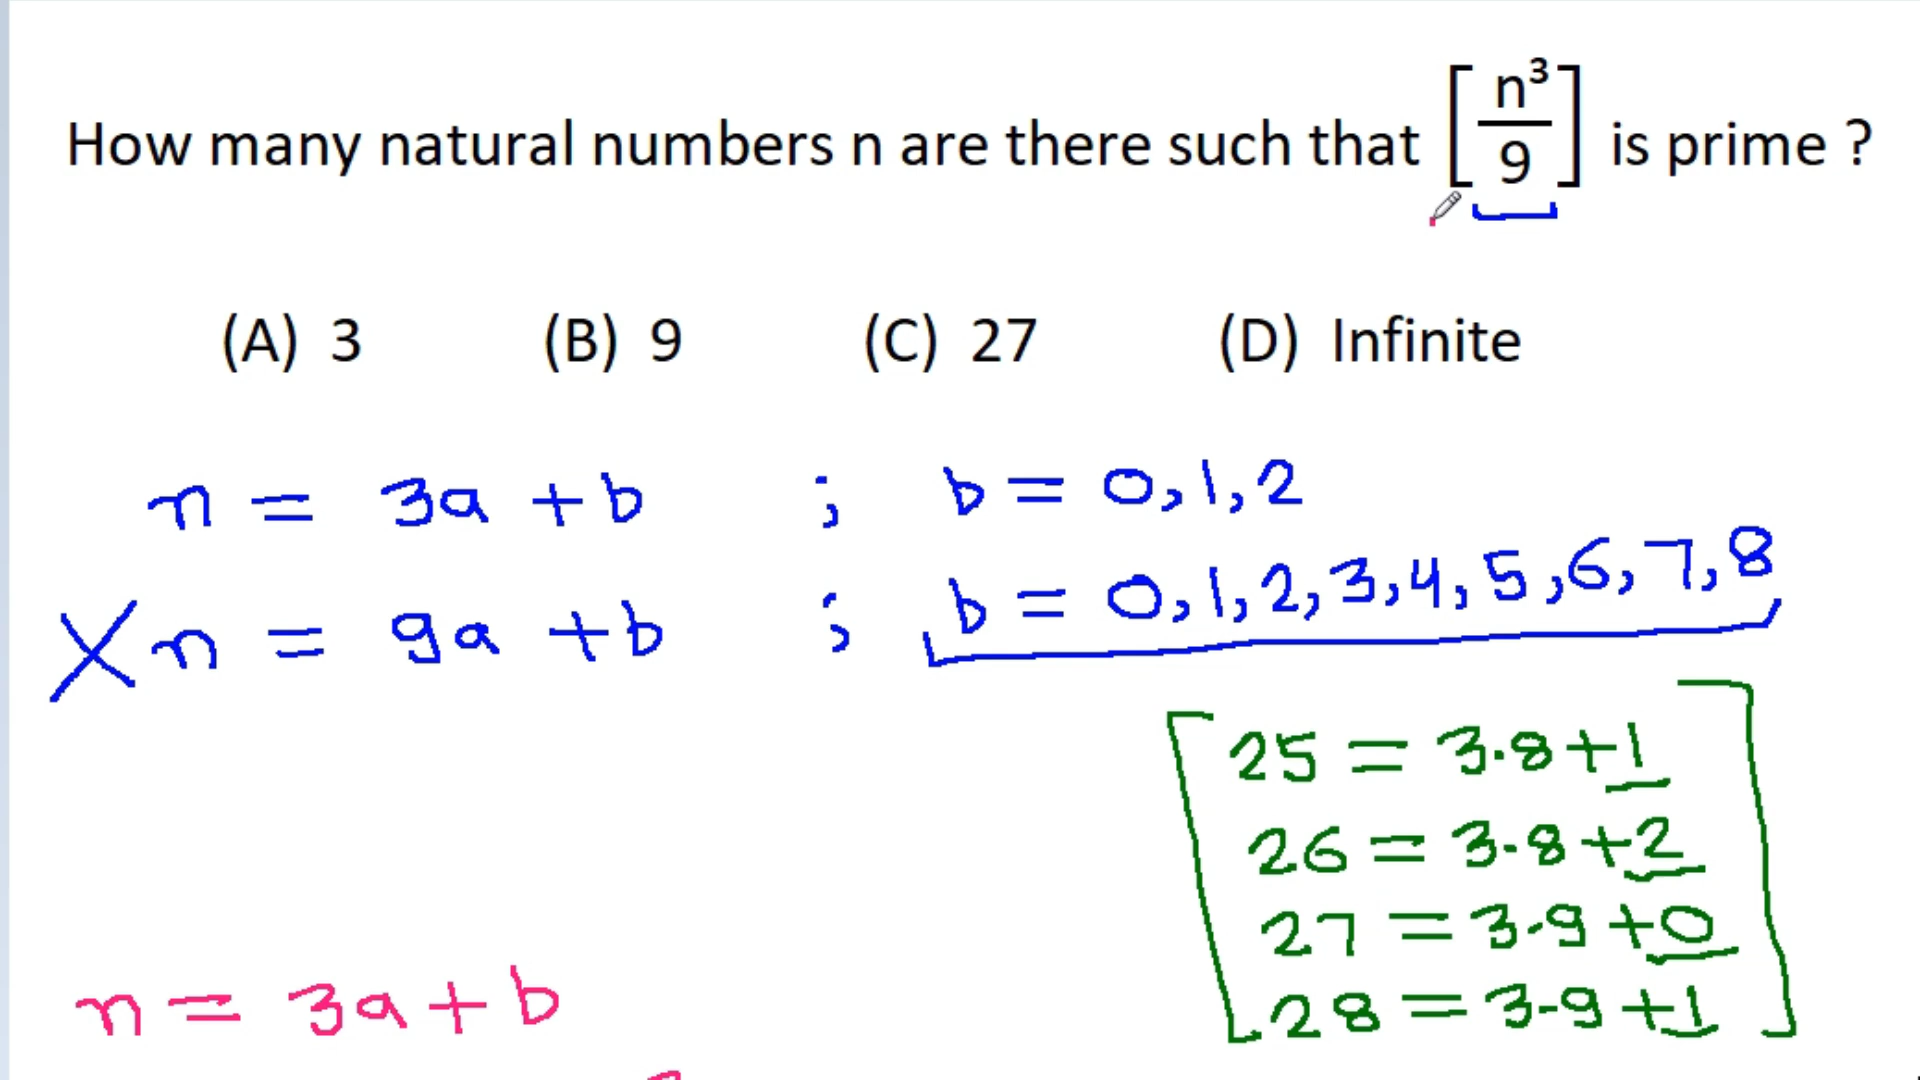 How many natural numbers n are there such that [n³/9] is prime ?
(A) 3 (B) 9 (C) 27 (D) Infinite
n = 3a + b ; b = 0,1,2
X n = 9a + b ; b = 0,1,2,3,4,5,6,7,8
25 = 3·8+1
26 = 3·8+2
27 = 3·9+0
28 = 3·9+1
n = 3a + b